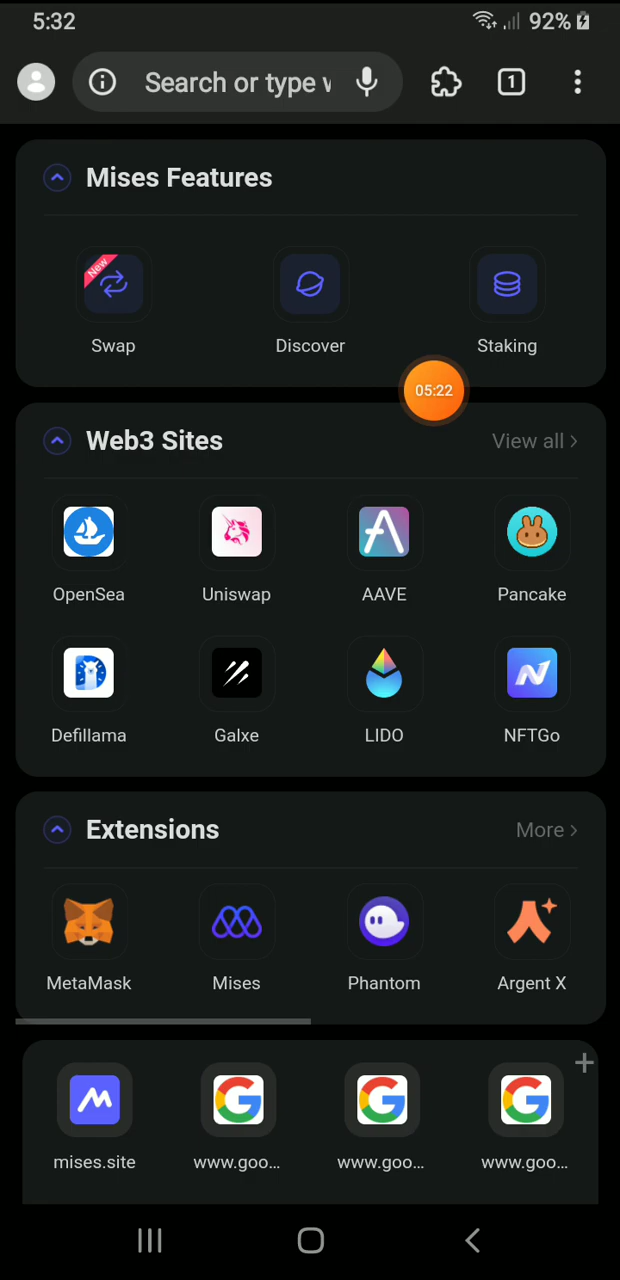 5:32 92%
Search or type w 1
Mises Features
New
Swap Discover Staking
05:22
Web3 Sites View all
OpenSea Uniswap AAVE Pancake
Defillama Galxe LIDO NFTGo
Extensions More
MetaMask Mises Phantom Argent X
mises.site www.goo... www.goo... www.goo...